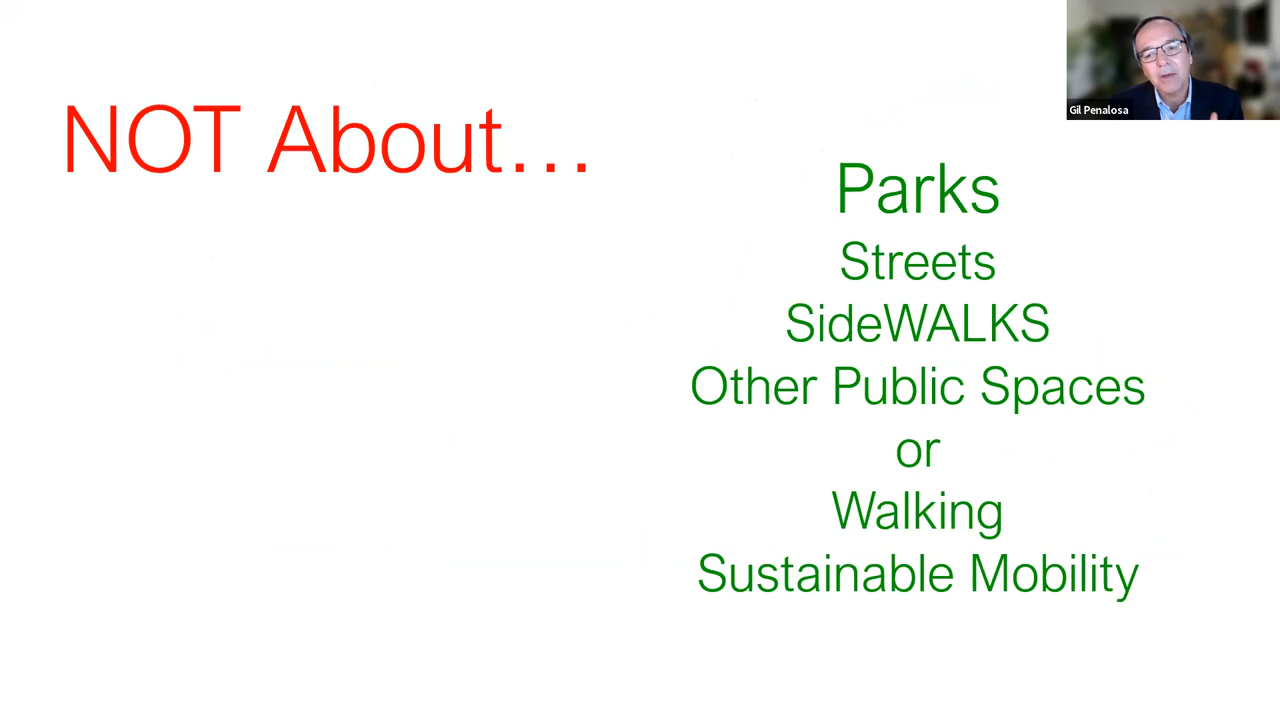 NOT About...
Parks
Streets
SideWALKS
Other Public Spaces
or
Walking
Sustainable Mobility
Gil Penalosa